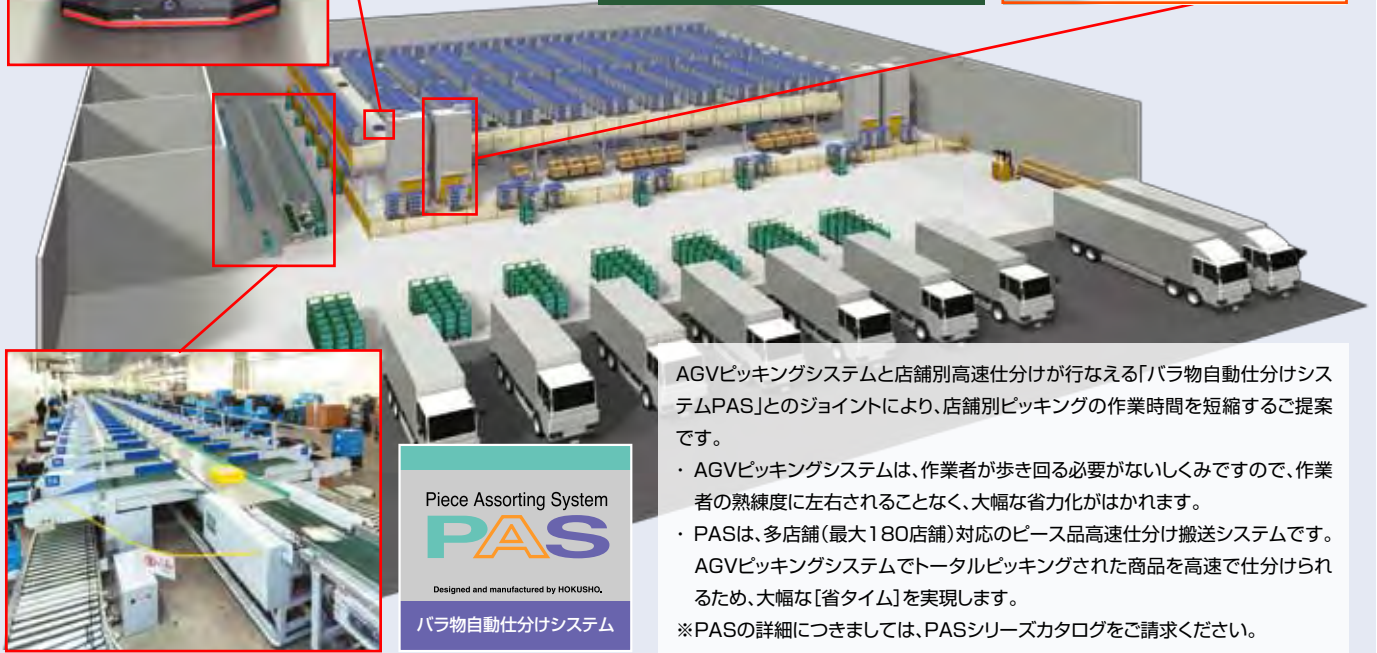 AGVピッキングシステムと店舗別高速仕分けが行なえる「バラ物自動仕分けシス
テムPAS」とのジョイントにより、店舗別ピッキングの作業時間を短縮するご提案
です。
・ AGVピッキングシステムは、作業者が歩き回る必要がないしくみですので、作業
者の熟練度に左右されることなく、大幅な省力化がはかれます。
・ PASは、多店舗(最大180店舗)対応のピース品高速仕分け搬送システムです。
AGVピッキングシステムでトータルピッキングされた商品を高速で仕分けられ
るため、大幅な[省タイム]を実現します。
※PASの詳細につきましては、PASシリーズカタログをご請求ください。
Piece Assorting System
PAS
Designed and manufactured by HOKUSHO.
バラ物自動仕分けシステム